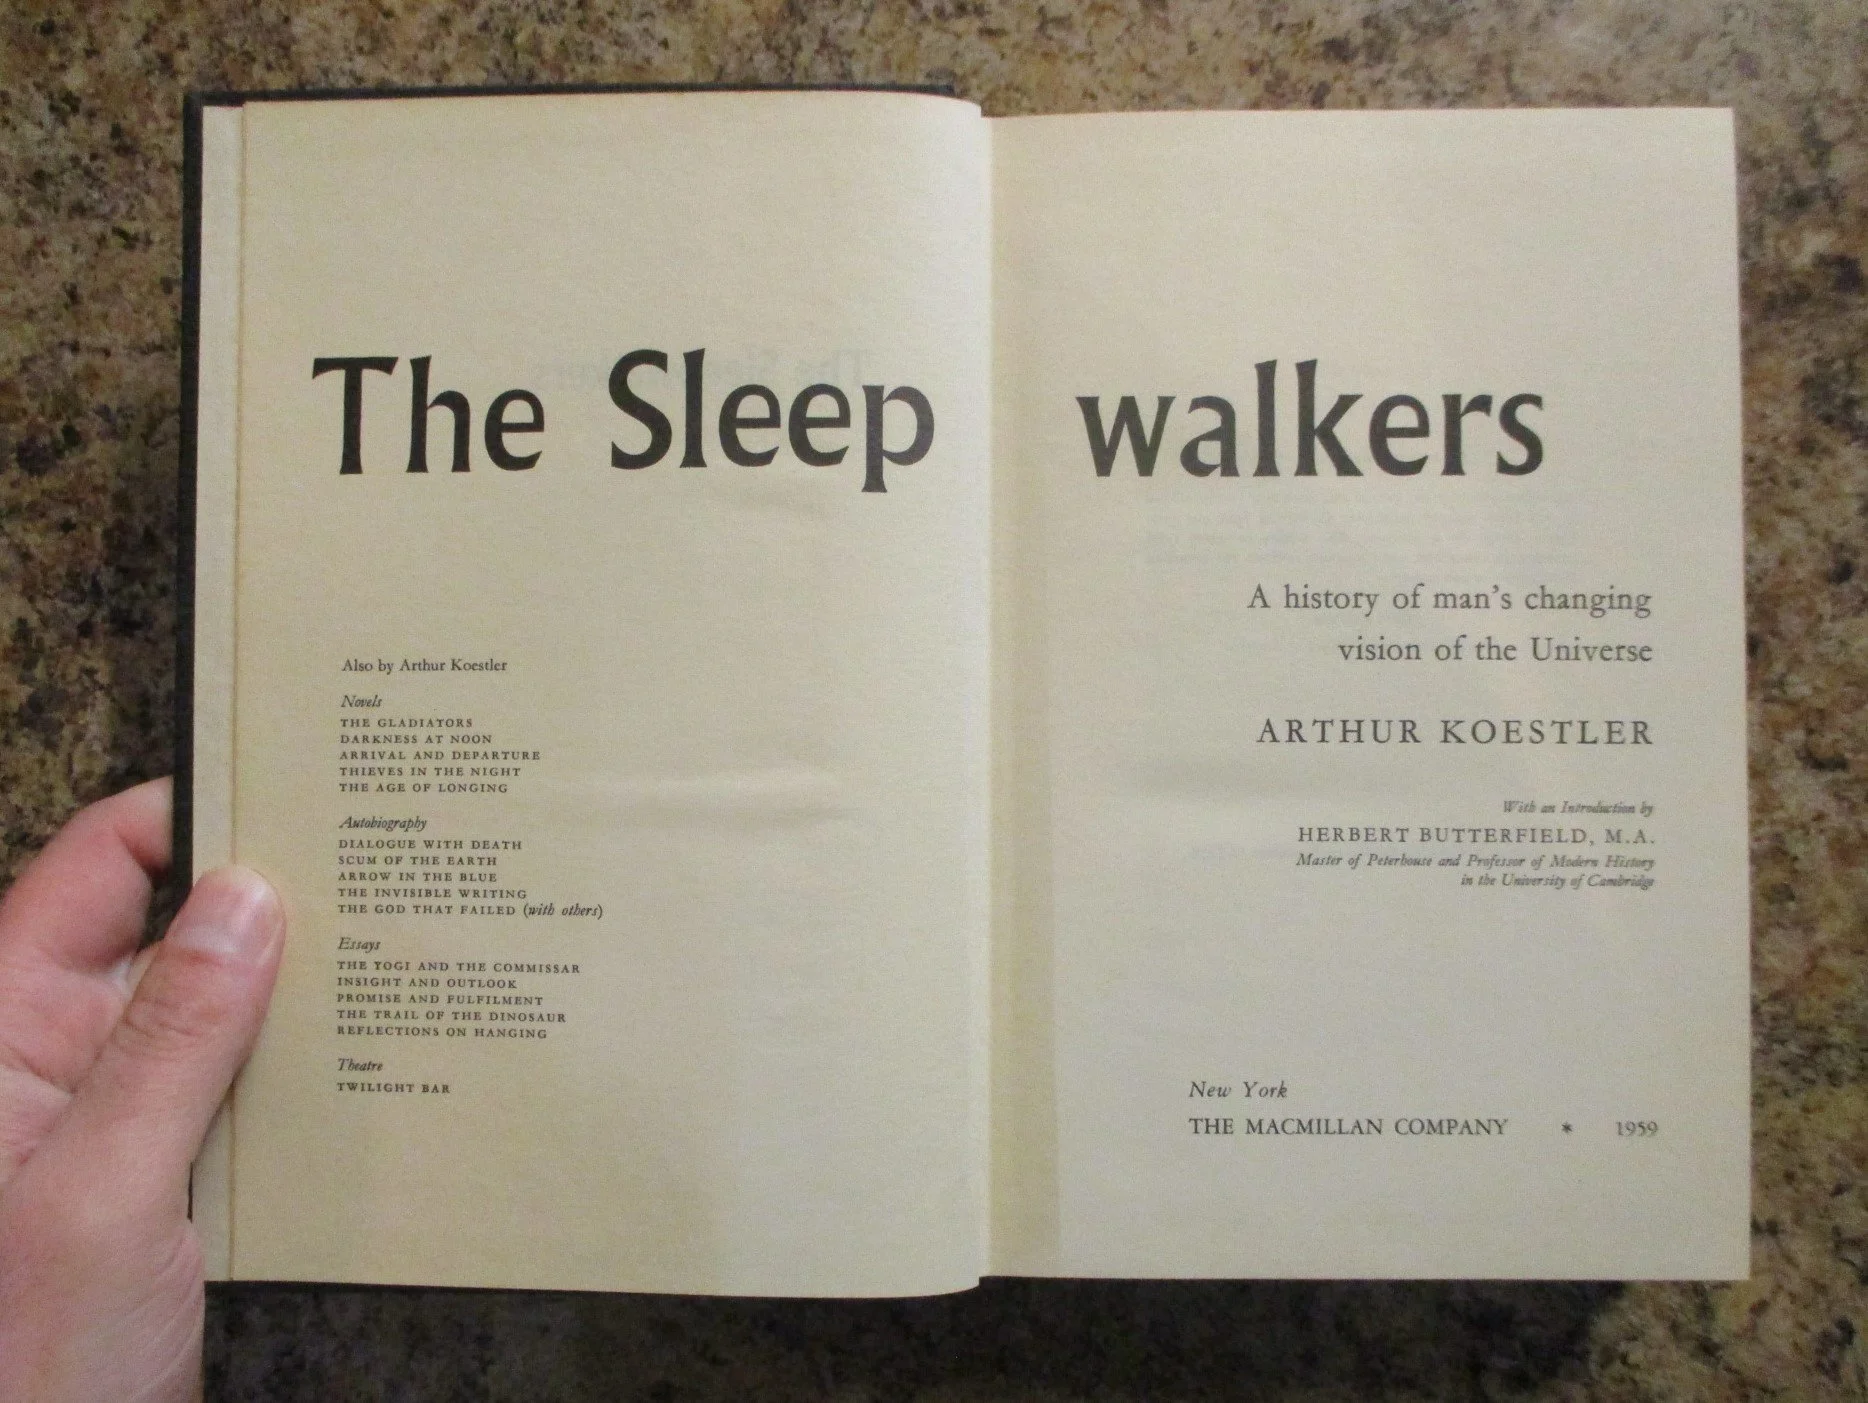 The Sleepwalkers
Also by Arthur Koestler
Novels
THE GLADIATORS
DARKNESS AT NOON
ARRIVAL AND DEPARTURE
THIEVES IN THE NIGHT
THE AGE OF LONGING
Autobiography
DIALOGUE WITH DEATH
SCUM OF THE EARTH
ARROW IN THE BLUE
THE INVISIBLE WRITING
THE GOD THAT FAILED (with others)
Essays
THE YOGI AND THE COMMISSAR
INSIGHT AND OUTLOOK
PROMISE AND FULFILMENT
THE TRAIL OF THE DINOSAUR
REFLECTIONS ON HANGING
Theatre
TWILIGHT BAR
A history of man's changing
vision of the Universe
ARTHUR KOESTLER
With an Introduction by
HERBERT BUTTERFIELD, M.A.
Master of Peterhouse and Professor of Modern History
in the University of Cambridge
New York
THE MACMILLAN COMPANY * 1959